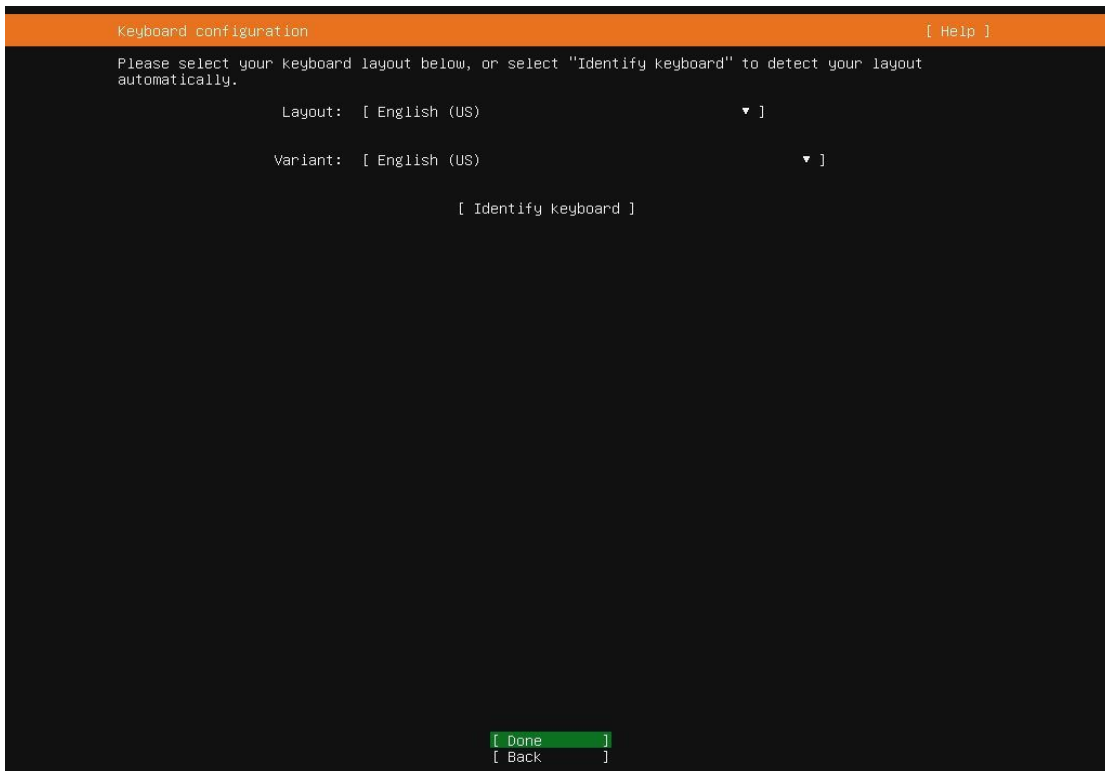 Keyboard configuration [ Help ]
Please select your keyboard layout below, or select "Identify keyboard" to detect your layout
automatically.
Layout: [ English (US) ▾ ]
Variant: [ English (US) ▾ ]
[ Identify keyboard ]
[ Done ]
[ Back ]